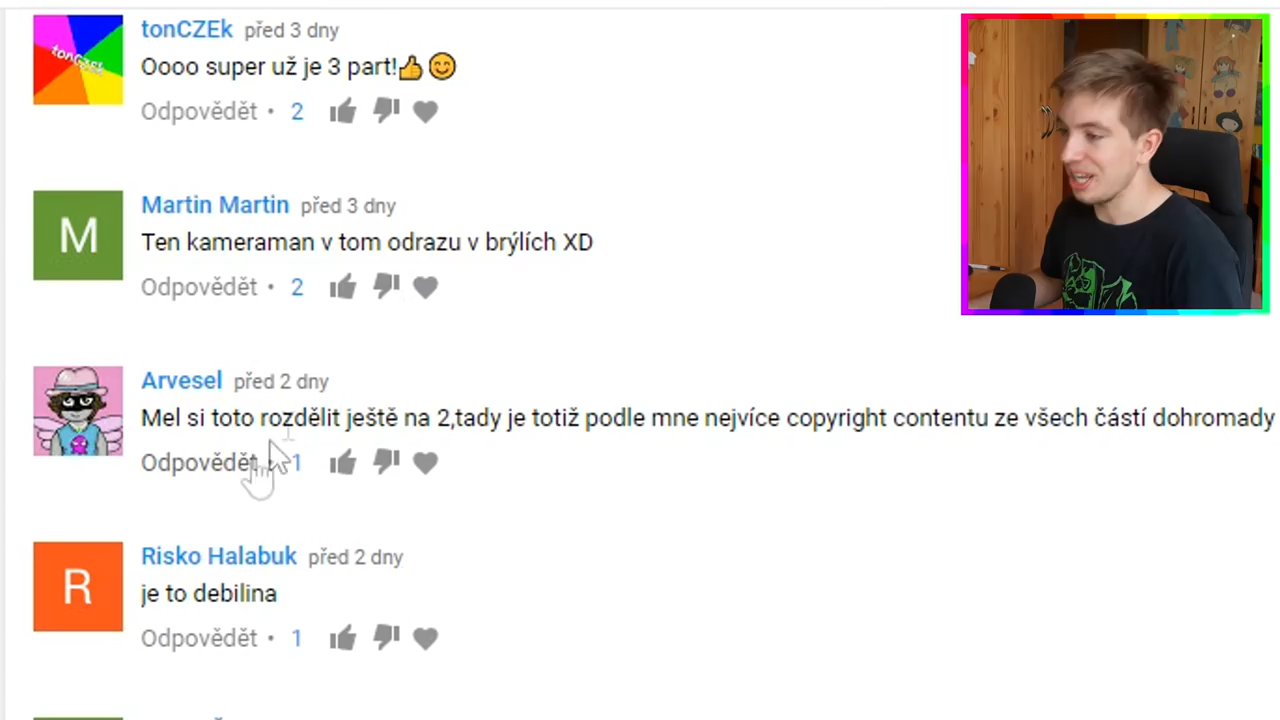 tonCZEk
tonCZEk před 3 dny
Oooo super už je 3 part!👍😊
Odpovědět • 2
M
Martin Martin před 3 dny
Ten kameraman v tom odrazu v brýlích XD
Odpovědět • 2
Arvesel před 2 dny
Mel si toto rozdělit ještě na 2,tady je totiž podle mne nejvíce copyright contentu ze všech částí dohromady
Odpovědět • 1
R
Risko Halabuk před 2 dny
je to debilina
Odpovědět • 1